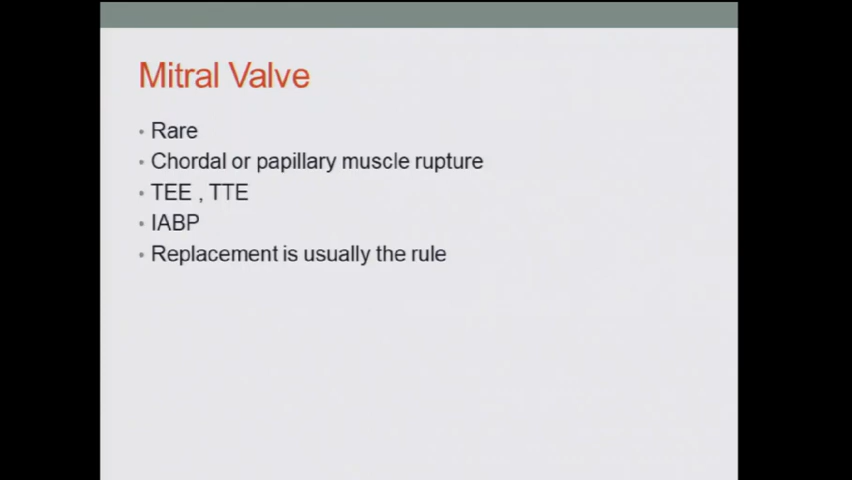 Mitral Valve
• Rare
• Chordal or papillary muscle rupture
• TEE , TTE
• IABP
• Replacement is usually the rule